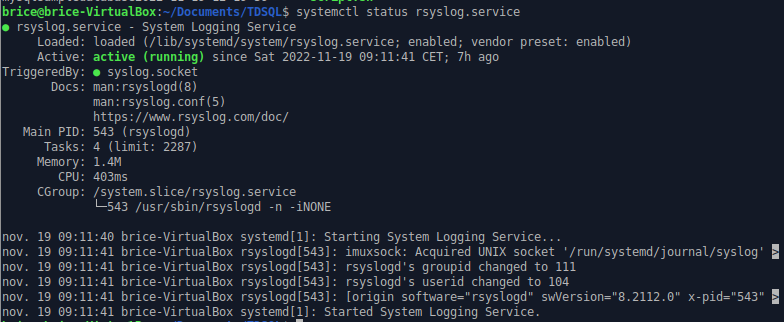 brice@brice-VirtualBox:~/Documents/TDSQL$ systemctl status rsyslog.service
● rsyslog.service - System Logging Service
Loaded: loaded (/lib/systemd/system/rsyslog.service; enabled; vendor preset: enabled)
Active: active (running) since Sat 2022-11-19 09:11:41 CET; 7h ago
TriggeredBy: ● syslog.socket
Docs: man:rsyslogd(8)
man:rsyslog.conf(5)
https://www.rsyslog.com/doc/
Main PID: 543 (rsyslogd)
Tasks: 4 (limit: 2287)
Memory: 1.4M
CPU: 403ms
CGroup: /system.slice/rsyslog.service
└─543 /usr/sbin/rsyslogd -n -iNONE
nov. 19 09:11:40 brice-VirtualBox systemd[1]: Starting System Logging Service...
nov. 19 09:11:41 brice-VirtualBox rsyslogd[543]: imuxsock: Acquired UNIX socket '/run/systemd/journal/syslog' >
nov. 19 09:11:41 brice-VirtualBox rsyslogd[543]: rsyslogd's groupid changed to 111
nov. 19 09:11:41 brice-VirtualBox rsyslogd[543]: rsyslogd's userid changed to 104
nov. 19 09:11:41 brice-VirtualBox rsyslogd[543]: [origin software="rsyslogd" swVersion="8.2112.0" x-pid="543" >
nov. 19 09:11:41 brice-VirtualBox systemd[1]: Started System Logging Service.